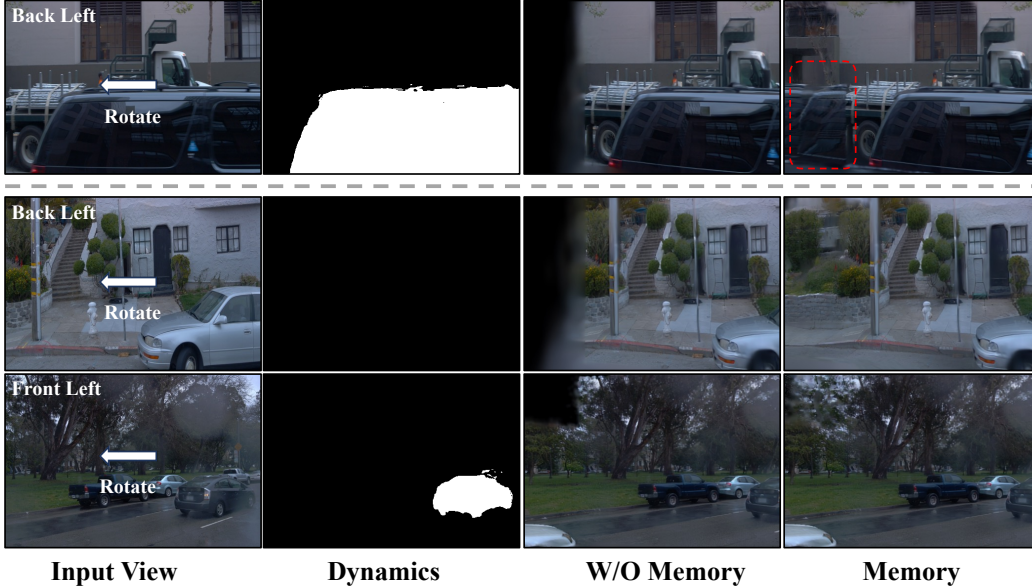 Back Left
Rotate
Back Left
Rotate
Front Left
Rotate
Input View
Dynamics
W/O Memory
Memory